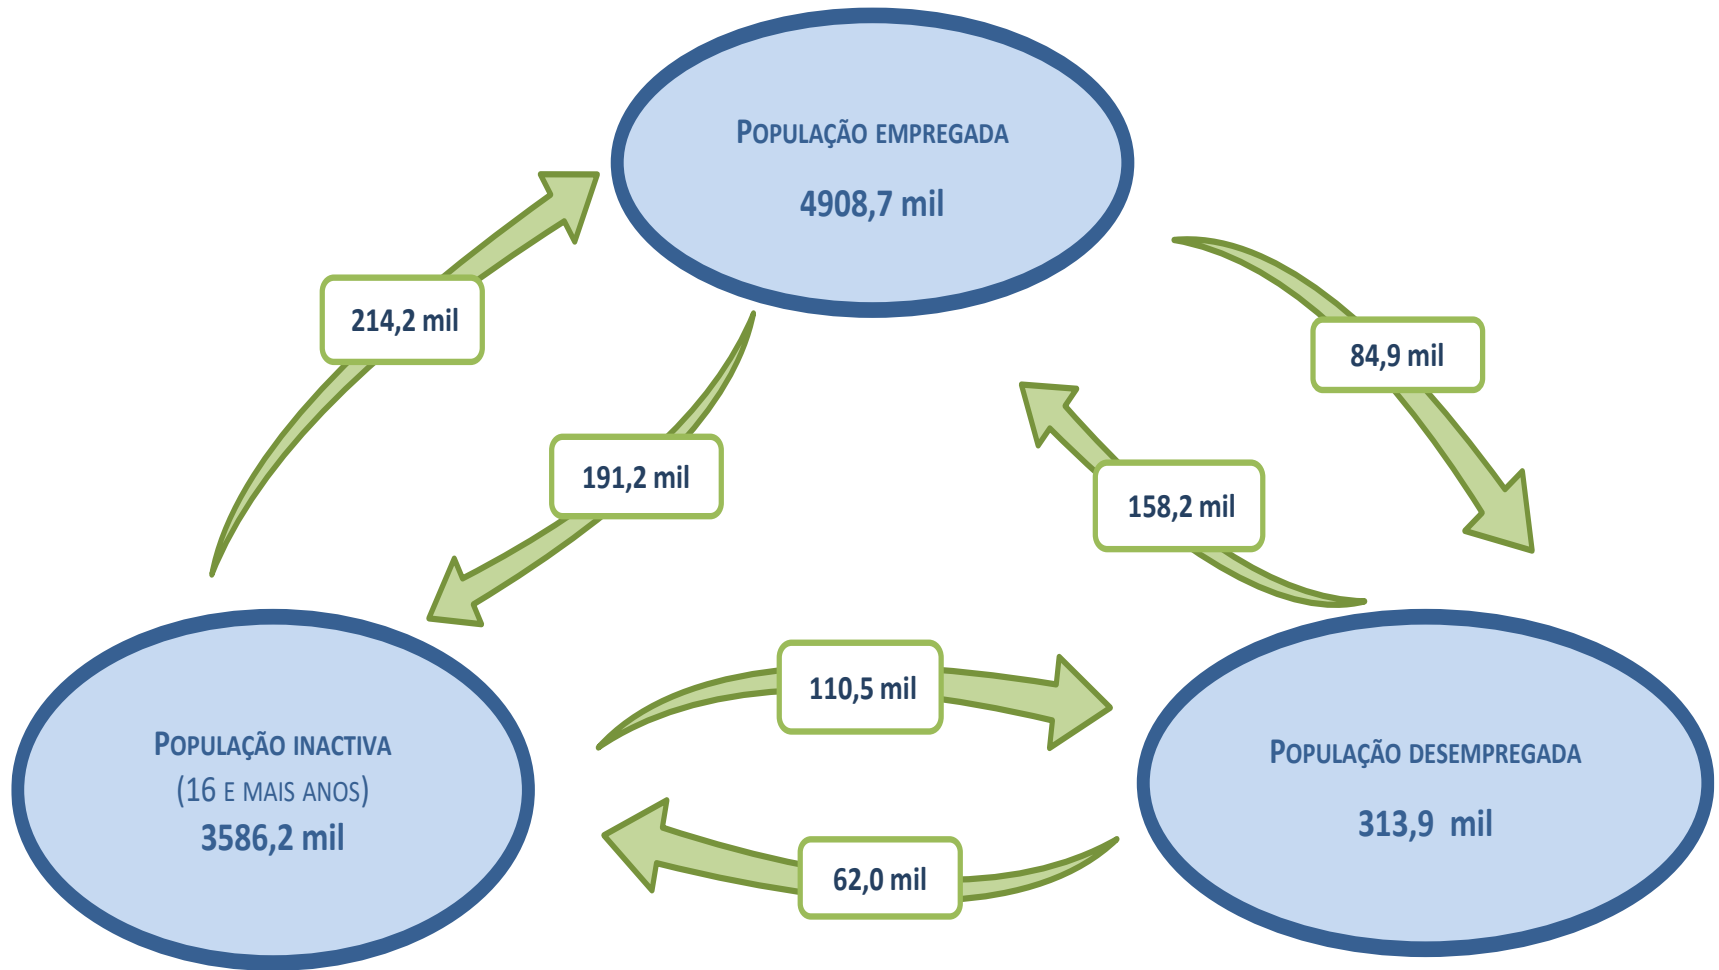 POPULAÇÃO EMPREGADA
4908,7 mil
214,2 mil
84,9 mil
191,2 mil
158,2 mil
110,5 mil
POPULAÇÃO INACTIVA
(16 E MAIS ANOS)
3586,2 mil
POPULAÇÃO DESEMPREGADA
313,9 mil
62,0 mil